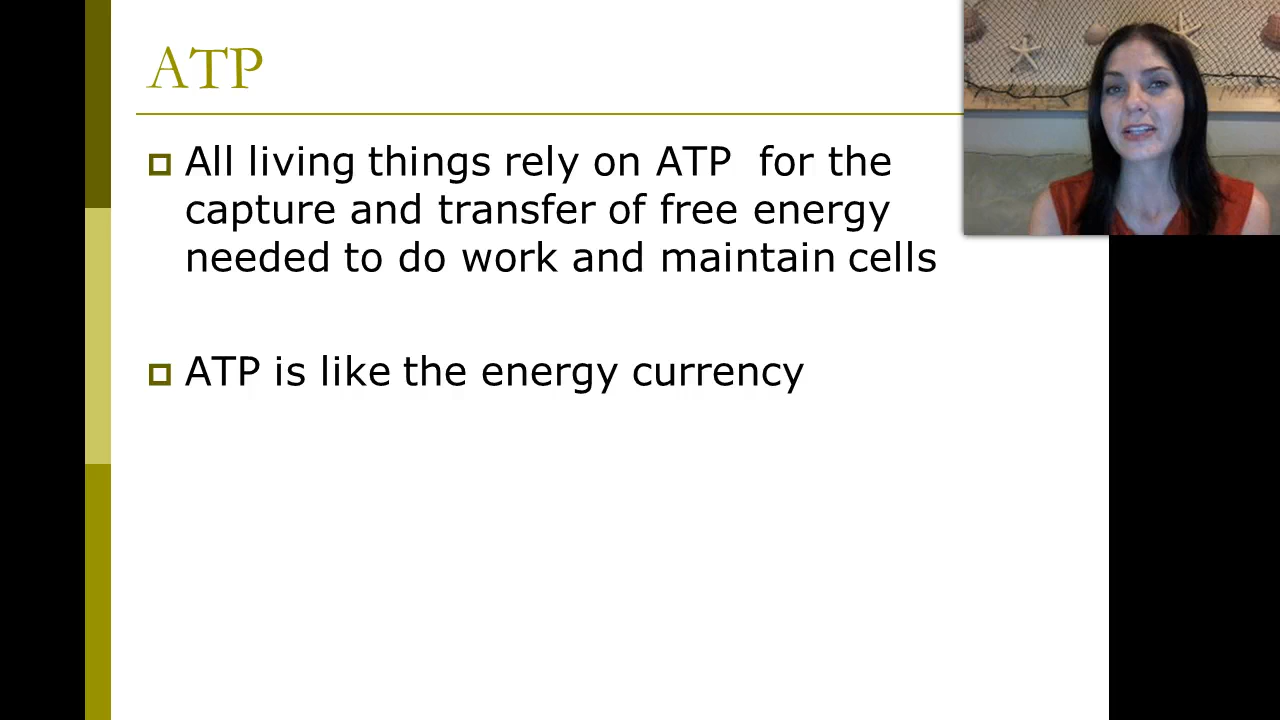 ATP
All living things rely on ATP for the
capture and transfer of free energy
needed to do work and maintain cells
ATP is like the energy currency